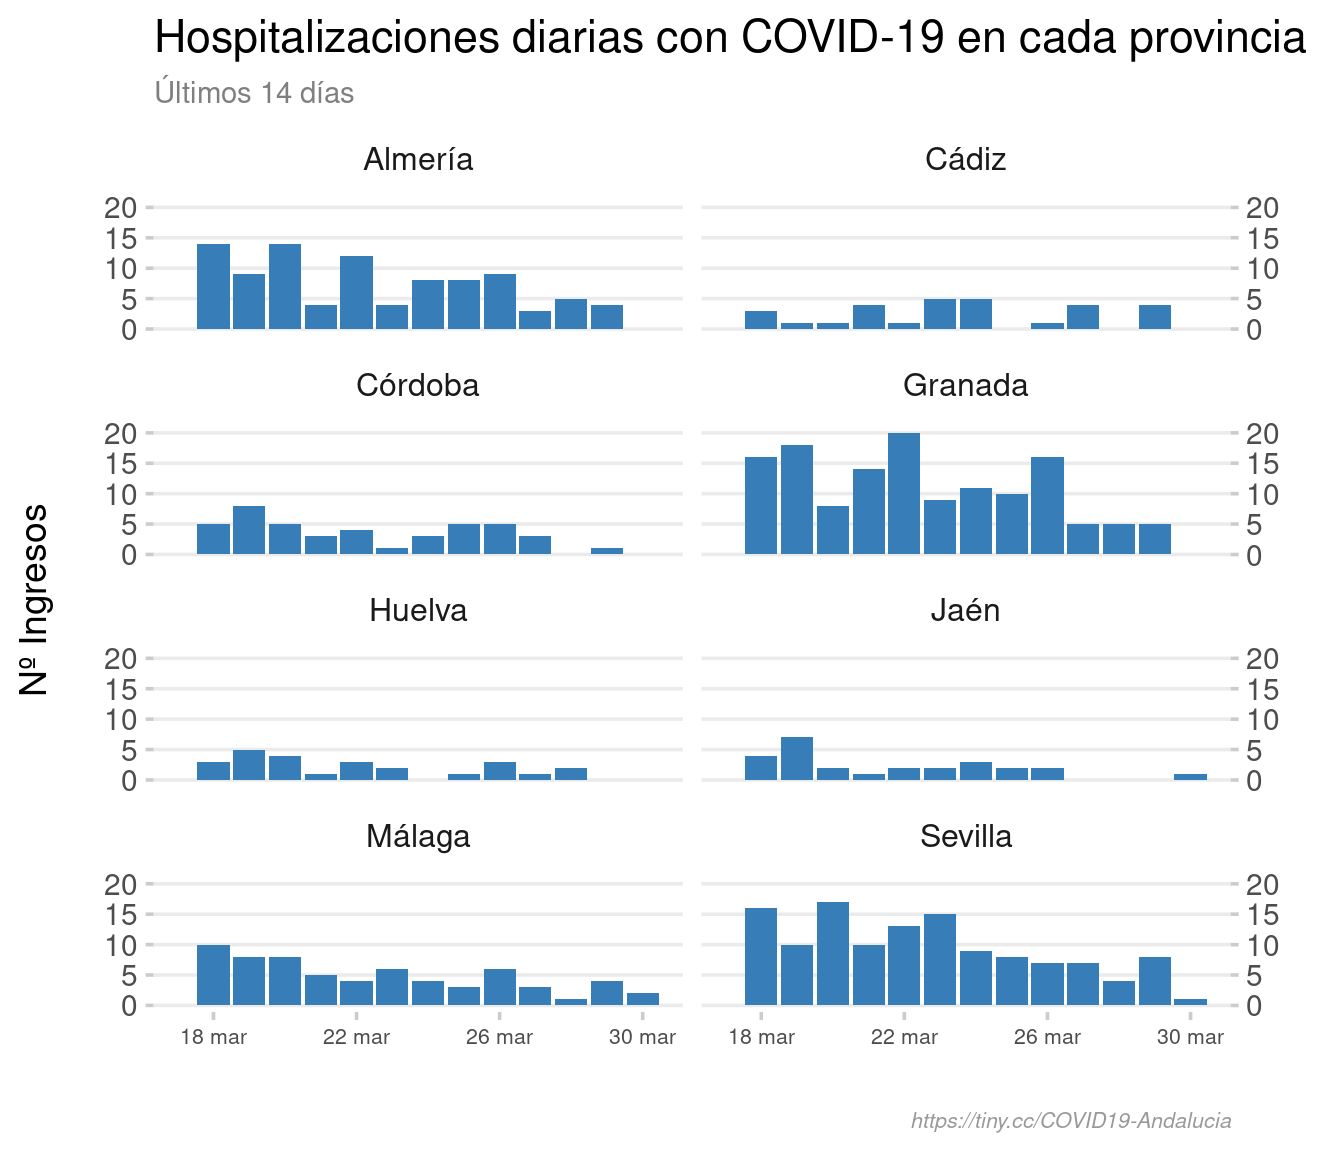 Hospitalizaciones diarias con COVID-19 en cada provincia
Últimos 14 días
Nº Ingresos
Almería
Cádiz
20
15
10
5
0
20
15
10
5
0
Córdoba
Granada
20
15
10
5
0
20
15
10
5
0
Huelva
Jaén
20
15
10
5
0
20
15
10
5
0
Málaga
Sevilla
20
15
10
5
0
20
15
10
5
0
18 mar 22 mar 26 mar 30 mar
18 mar 22 mar 26 mar 30 mar
https://tiny.cc/COVID19-Andalucia